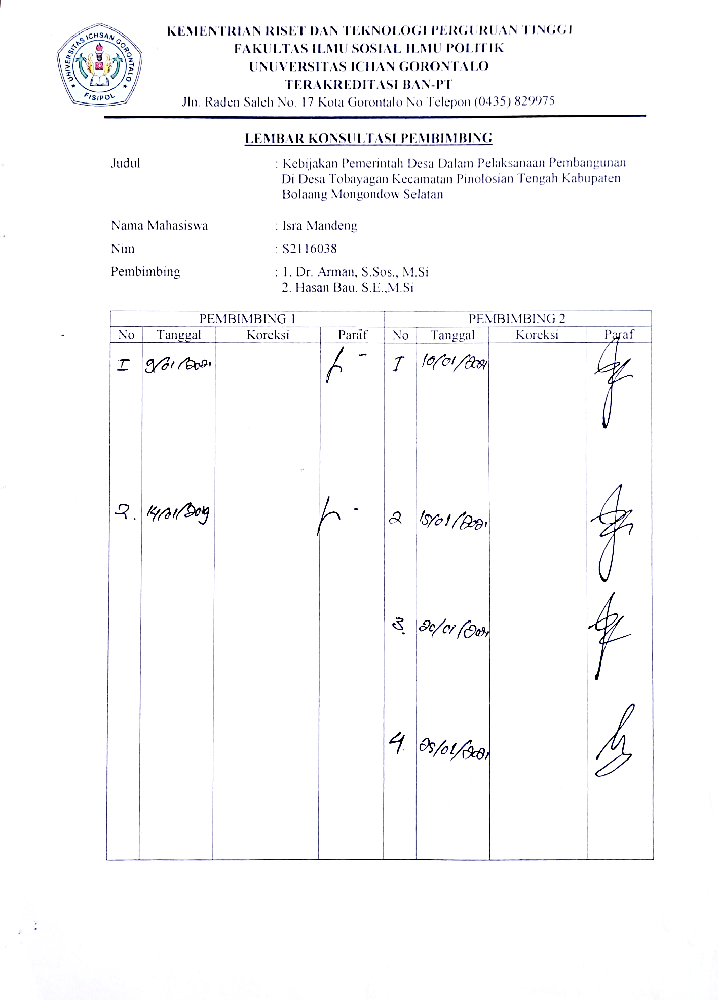 UNIVERSITAS ICHSAN GORONTALO
FISIPOL
KEMENTRIAN RISET DAN TEKNOLOGI PERGURUAN TINGGI
FAKULTAS ILMU SOSIAL ILMU POLITIK
UNUVERSITAS ICHAN GORONTALO
TERAKREDITASI BAN-PT
Jln. Raden Saleh No. 17 Kota Gorontalo No Telepon (0435) 829975
LEMBAR KONSULTASI PEMBIMBING
Judul : Kebijakan Pemerintah Desa Dalam Pelaksanaan Pembangunan
Di Desa Tobayagan Kecamatan Pinolosian Tengah Kabupaten
Bolaang Mongondow Selatan
Nama Mahasiswa : Isra Mandeng
Nim : S2116038
Pembimbing : 1. Dr. Arman, S.Sos., M.Si
2. Hasan Bau. S.E.,M.Si
PEMBIMBING 1 PEMBIMBING 2
No Tanggal Koreksi Paraf No Tanggal Koreksi Paraf
I 9/01/2021 I 10/01/2021
2. 14/01/2019 2 15/01/2021
3. 20/01/2021
4. 25/01/2021